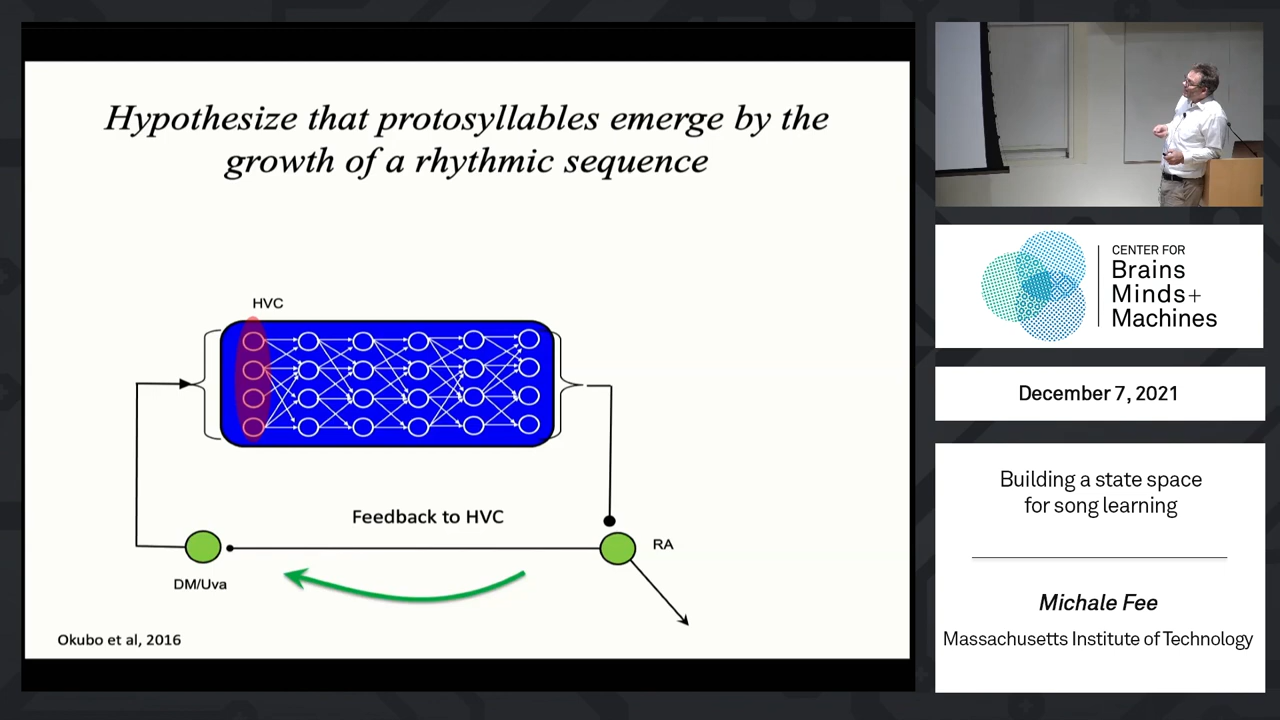 Hypothesize that protosyllables emerge by the
growth of a rhythmic sequence
HVC
Feedback to HVC
RA
DM/Uva
Okubo et al, 2016
CENTER FOR
Brains
Minds+
Machines
December 7, 2021
Building a state space
for song learning
Michale Fee
Massachusetts Institute of Technology